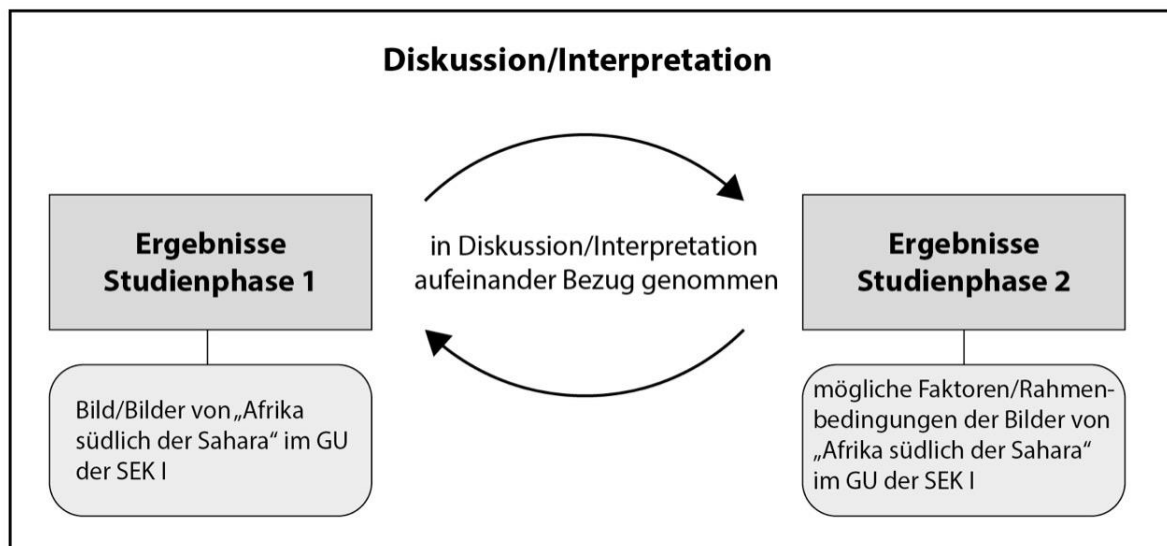 Diskussion/Interpretation
Ergebnisse
Studienphase 1
in Diskussion/Interpretation
aufeinander Bezug genommen
Ergebnisse
Studienphase 2
Bild/Bilder von „Afrika
südlich der Sahara“ im GU
der SEK I
mögliche Faktoren/Rahmen-
bedingungen der Bilder von
„Afrika südlich der Sahara“
im GU der SEK I